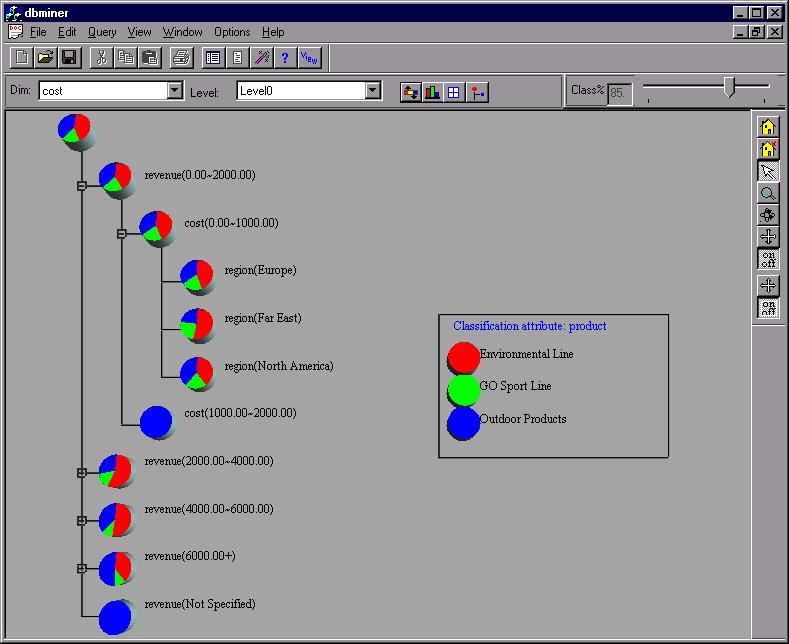 dbminer
File Edit Query View Window Options Help
Dim: cost Level: Level0 Class% 85.
revenue(0.00~2000.00)
cost(0.00~1000.00)
region(Europe)
region(Far East)
region(North America)
cost(1000.00~2000.00)
revenue(2000.00~4000.00)
revenue(4000.00~6000.00)
revenue(6000.00+)
revenue(Not Specified)
Classification attribute: product
Environmental Line
GO Sport Line
Outdoor Products
on
off
on
off